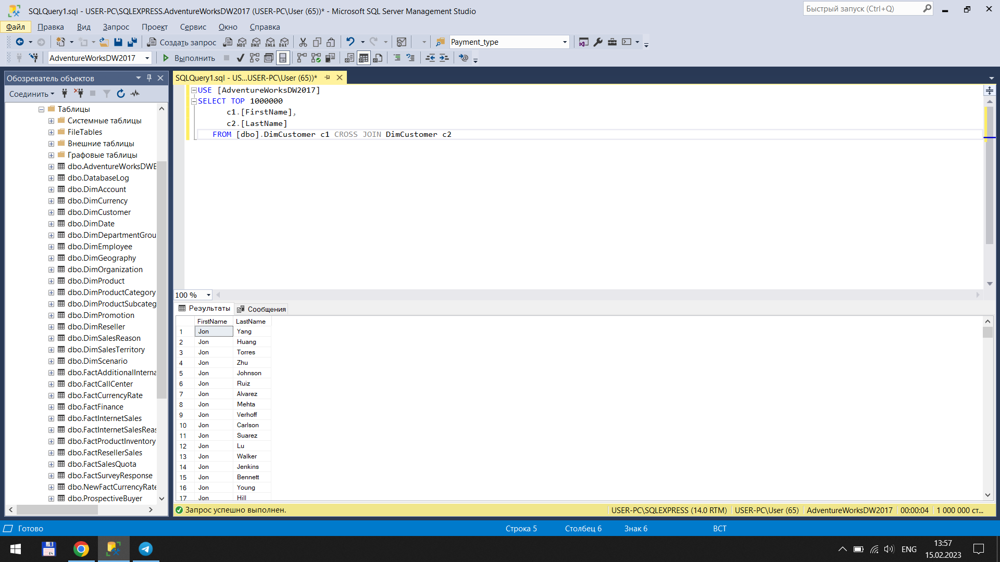 SQLQuery1.sql - USER-PC\SQLEXPRESS.AdventureWorksDW2017 (USER-PC\User (65))* - Microsoft SQL Server Management Studio
Быстрый запуск (Ctrl+Q)
Файл Правка Вид Запрос Проект Сервис Окно Справка
Создать запрос MDX DMX XMLA DAX Payment_type
AdventureWorksDW2017 Выполнить
Обозреватель объектов
Соединить
Таблицы
Системные таблицы
FileTables
Внешние таблицы
Графовые таблицы
dbo.AdventureWorksDWB
dbo.DatabaseLog
dbo.DimAccount
dbo.DimCurrency
dbo.DimCustomer
dbo.DimDate
dbo.DimDepartmentGrou
dbo.DimEmployee
dbo.DimGeography
dbo.DimOrganization
dbo.DimProduct
dbo.DimProductCategory
dbo.DimProductSubcateg
dbo.DimPromotion
dbo.DimReseller
dbo.DimSalesReason
dbo.DimSalesTerritory
dbo.DimScenario
dbo.FactAdditionalInterna
dbo.FactCallCenter
dbo.FactCurrencyRate
dbo.FactFinance
dbo.FactInternetSales
dbo.FactInternetSalesReas
dbo.FactProductInventory
dbo.FactResellerSales
dbo.FactSalesQuota
dbo.FactSurveyResponse
dbo.NewFactCurrencyRate
dbo.ProspectiveBuyer
SQLQuery1.sql - US...USER-PC\User (65))*
USE [AdventureWorksDW2017]
SELECT TOP 1000000
c1.[FirstName],
c2.[LastName]
FROM [dbo].DimCustomer c1 CROSS JOIN DimCustomer c2
100 %
Результаты Сообщения
FirstName LastName
1 Jon Yang
2 Jon Huang
3 Jon Torres
4 Jon Zhu
5 Jon Johnson
6 Jon Ruiz
7 Jon Alvarez
8 Jon Mehta
9 Jon Verhoff
10 Jon Carlson
11 Jon Suarez
12 Jon Lu
13 Jon Walker
14 Jon Jenkins
15 Jon Bennett
16 Jon Young
17 Jon Hill
Запрос успешно выполнен. USER-PC\SQLEXPRESS (14.0 RTM) USER-PC\User (65) AdventureWorksDW2017 00:00:04 1 000 000 ст...
Готово Строка 5 Столбец 6 Знак 6 ВСТ
64
ENG
13:57
15.02.2023